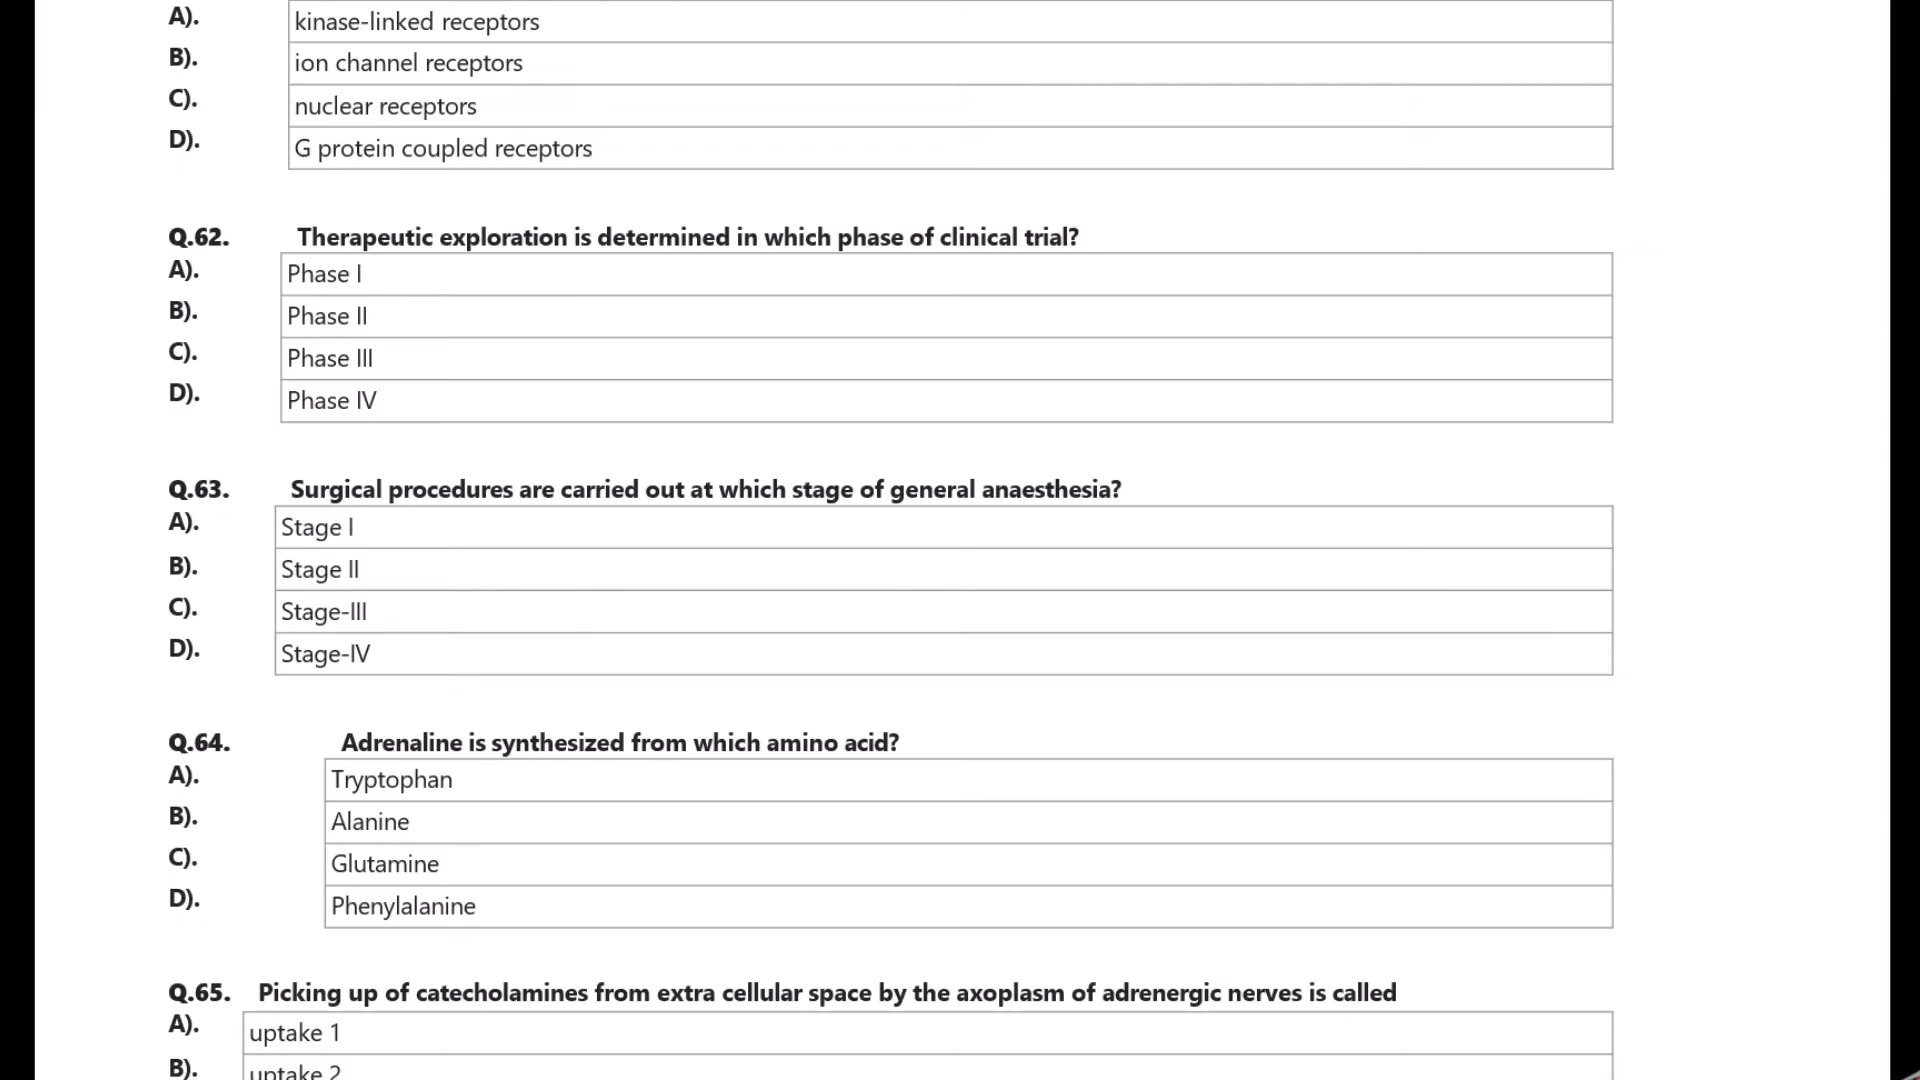 A). kinase-linked receptors
B). ion channel receptors
C). nuclear receptors
D). G protein coupled receptors
Q.62. Therapeutic exploration is determined in which phase of clinical trial?
A). Phase I
B). Phase II
C). Phase III
D). Phase IV
Q.63. Surgical procedures are carried out at which stage of general anaesthesia?
A). Stage I
B). Stage II
C). Stage-III
D). Stage-IV
Q.64. Adrenaline is synthesized from which amino acid?
A). Tryptophan
B). Alanine
C). Glutamine
D). Phenylalanine
Q.65. Picking up of catecholamines from extra cellular space by the axoplasm of adrenergic nerves is called
A). uptake 1
B). uptake 2